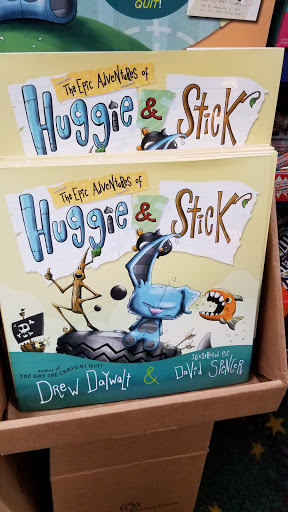 QUIT!
The Epic Adventures of
Huggie & Stick
The Epic Adventures of
Huggie & Stick
Author of
THE DAY THE CRAYONS QUIT
Drew Daywalt
&
Illustrated by
David Spencer